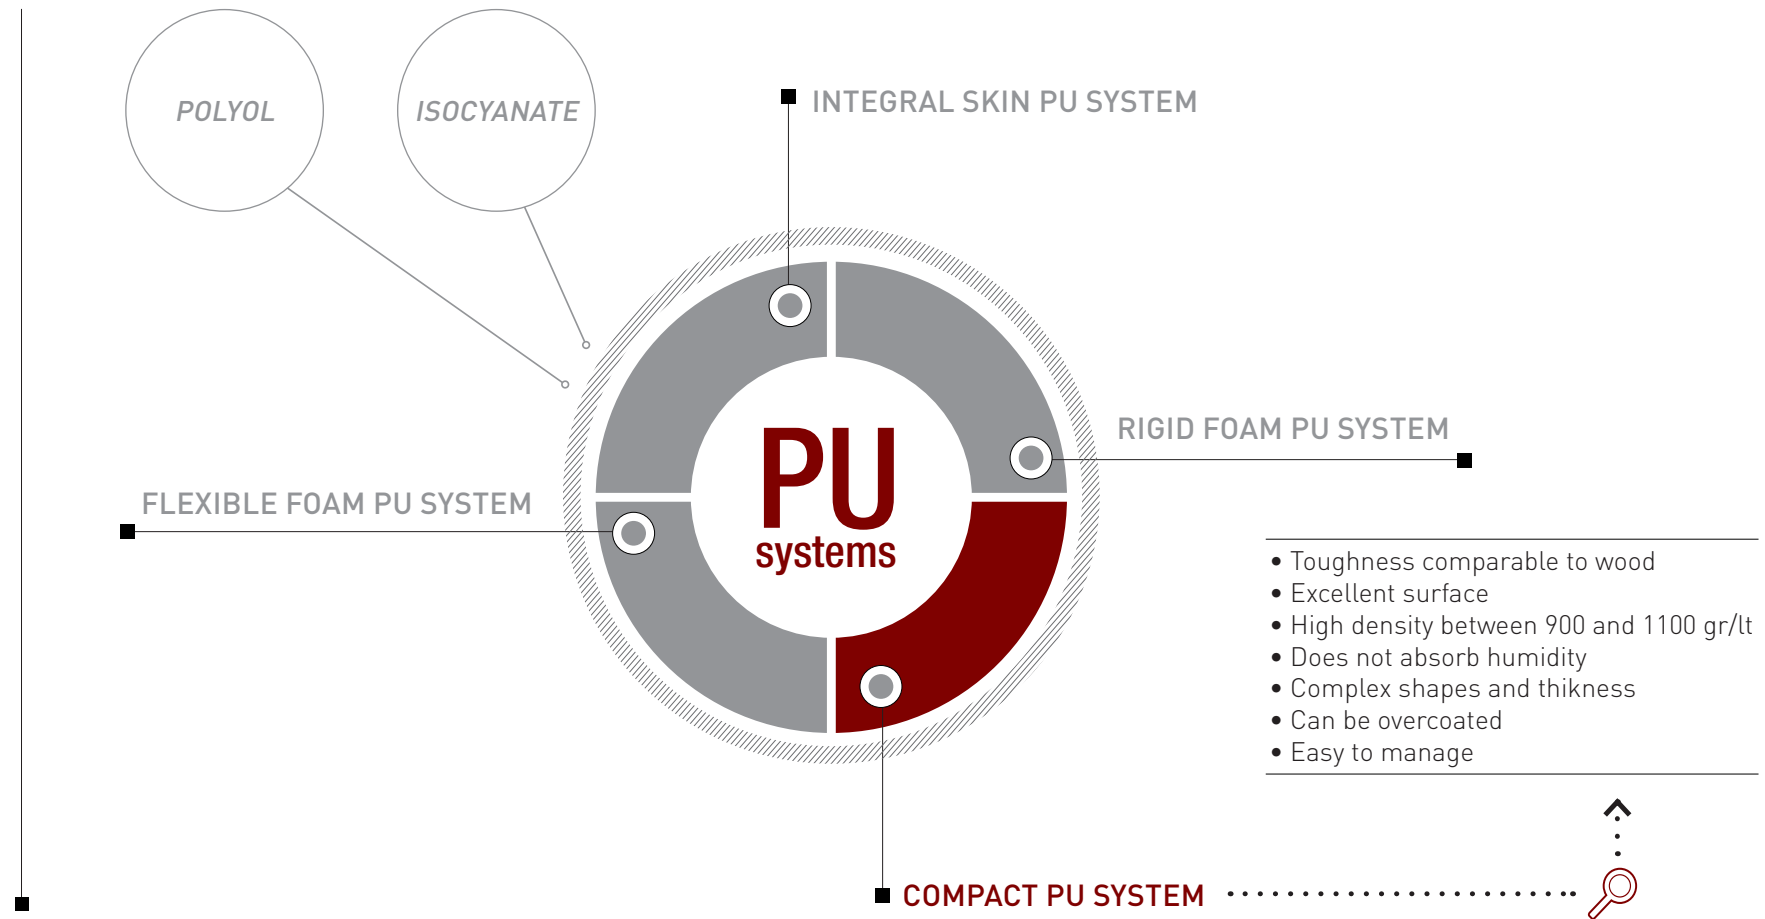 POLYOL
ISOCYANATE
INTEGRAL SKIN PU SYSTEM
RIGID FOAM PU SYSTEM
FLEXIBLE FOAM PU SYSTEM
PU
systems
• Toughness comparable to wood
• Excellent surface
• High density between 900 and 1100 gr/lt
• Does not absorb humidity
• Complex shapes and thikness
• Can be overcoated
• Easy to manage
COMPACT PU SYSTEM